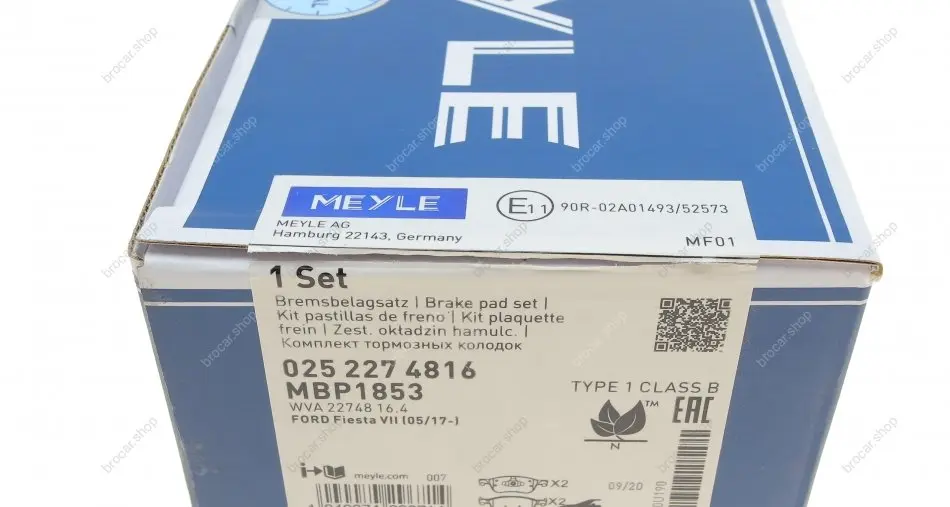 MEYLE
MEYLE
MEYLE AG
Hamburg 22143, Germany
E11 90R-02A01493/52573
MF01
1 Set
Bremsbelagsatz | Brake pad set |
Kit pastillas de freno | Kit plaquette
frein | Zest. okładzin hamulc. |
Комплект тормозных колодок
025 227 4816
MBP1853
WVA 22748 16.4
FORD Fiesta VII (05/17-)
TYPE 1 CLASS B
TM
EAC
N
i
meyle.com 007
X2
X2
09/20
brocar.shop